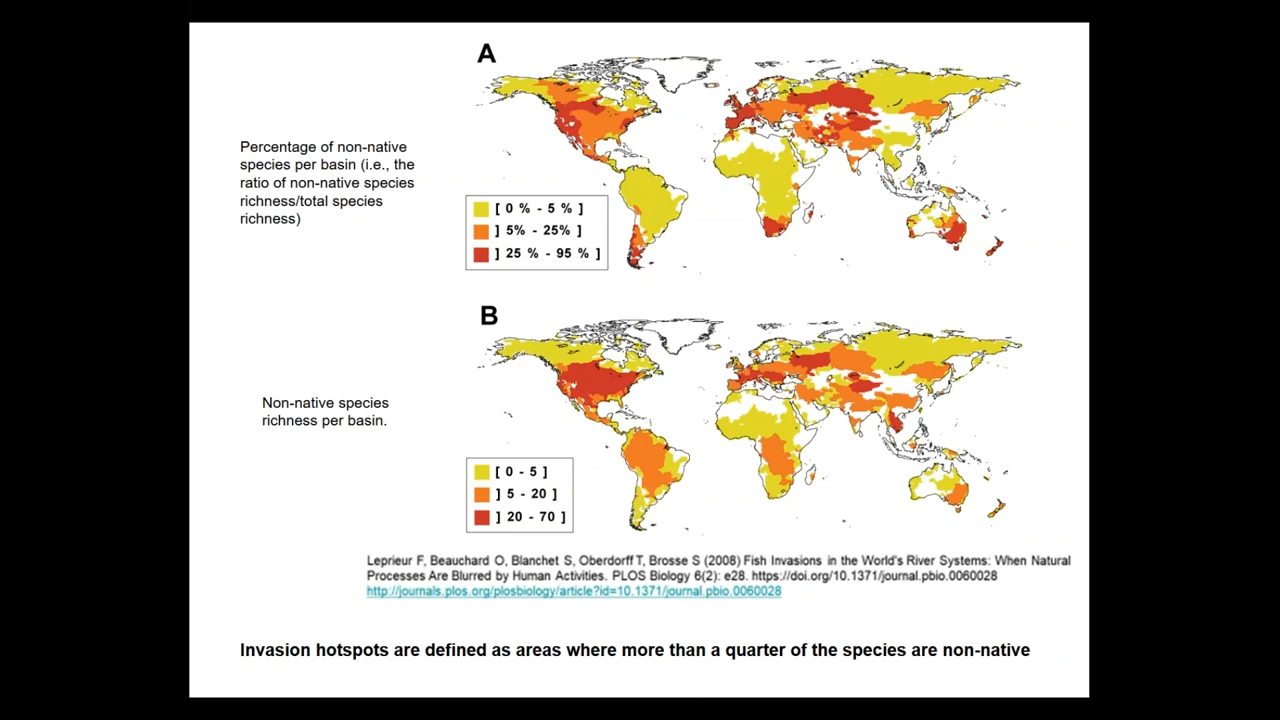 A
Percentage of non-native
species per basin (i.e., the
ratio of non-native species
richness/total species
richness)
[ 0 % - 5 % ]
] 5% - 25% ]
] 25 % - 95 % ]
B
Non-native species
richness per basin.
[ 0 - 5 ]
] 5 - 20 ]
] 20 - 70 ]
Leprieur F, Beauchard O, Blanchet S, Oberdorff T, Brosse S (2008) Fish Invasions in the World's River Systems: When Natural
Processes Are Blurred by Human Activities. PLOS Biology 6(2): e28. https://doi.org/10.1371/journal.pbio.0060028
http://journals.plos.org/plosbiology/article?id=10.1371/journal.pbio.0060028
Invasion hotspots are defined as areas where more than a quarter of the species are non-native